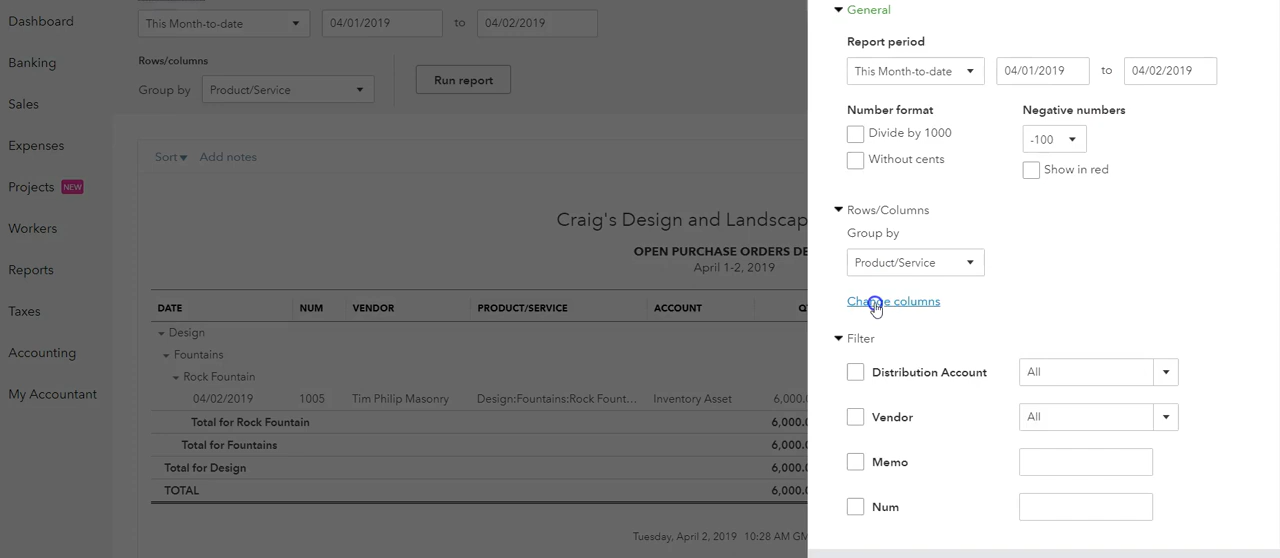 Dashboard
Banking
Sales
Expenses
Projects NEW
Workers
Reports
Taxes
Accounting
My Accountant
This Month-to-date 04/01/2019 to 04/02/2019
Rows/columns
Group by Product/Service Run report
Sort Add notes
Craig's Design and Landscap
OPEN PURCHASE ORDERS DE
April 1-2, 2019
DATE NUM VENDOR PRODUCT/SERVICE ACCOUNT Q
Design
Fountains
Rock Fountain
04/02/2019 1005 Tim Philip Masonry Design:Fountains:Rock Fount... Inventory Asset 6,000.0
Total for Rock Fountain 6,000.0
Total for Fountains 6,000.0
Total for Design 6,000.0
TOTAL 6,000.0
Tuesday, April 2, 2019 10:28 AM GM
General
Report period
This Month-to-date 04/01/2019 to 04/02/2019
Number format Negative numbers
Divide by 1000
Without cents
-100
Show in red
Rows/Columns
Group by
Product/Service
Change columns
Filter
Distribution Account All
Vendor All
Memo
Num